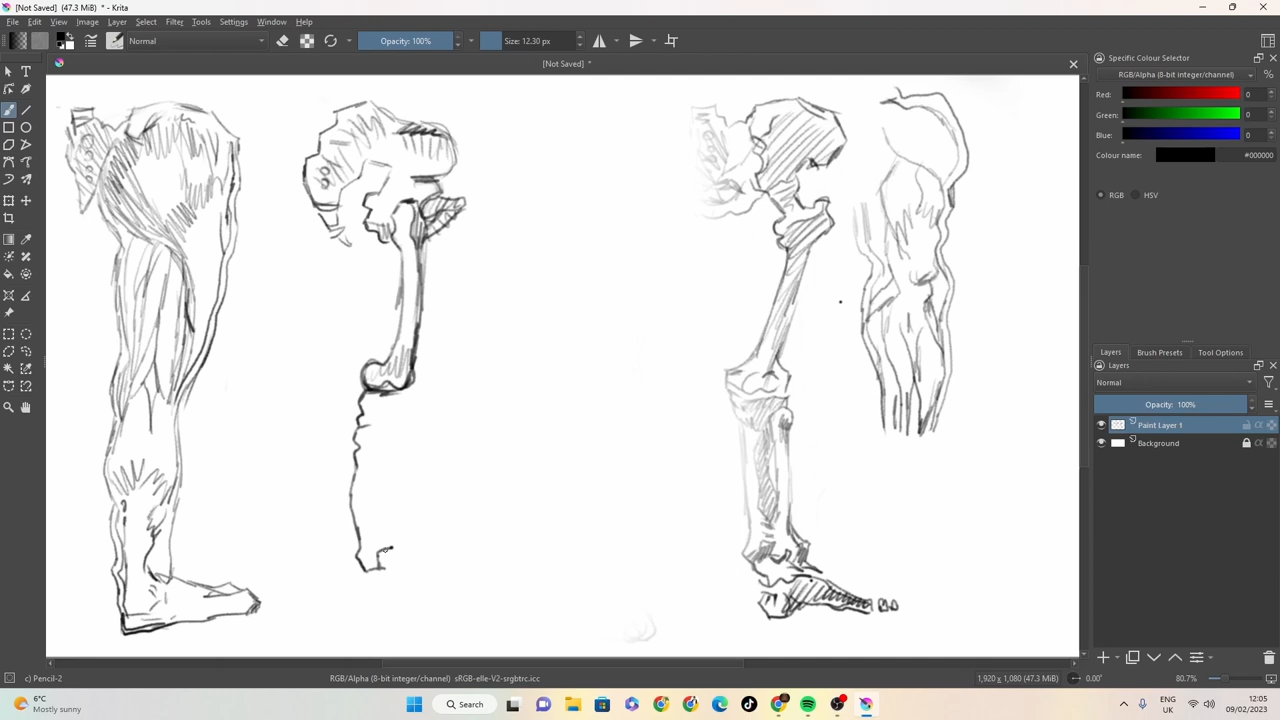 [Not Saved] (47.3 MiB) * - Krita
File Edit View Image Layer Select Filter Tools Settings Window Help
Normal Opacity: 100% Size: 12.30 px
[Not Saved] *
Specific Colour Selector
RGB/Alpha (8-bit integer/channel)
Red: 0
Green: 0
Blue: 0
Colour name: #000000
RGB HSV
Layers Brush Presets Tool Options
Layers
Normal
Opacity: 100%
Paint Layer 1
Background
c) Pencil-2 RGB/Alpha (8-bit integer/channel) sRGB-elle-V2-srgbtrc.icc 1,920 x 1,080 (47.3 MiB) 0.00° 80.7%
6°C
Mostly sunny
Search
ENG
UK
12:05
09/02/2023